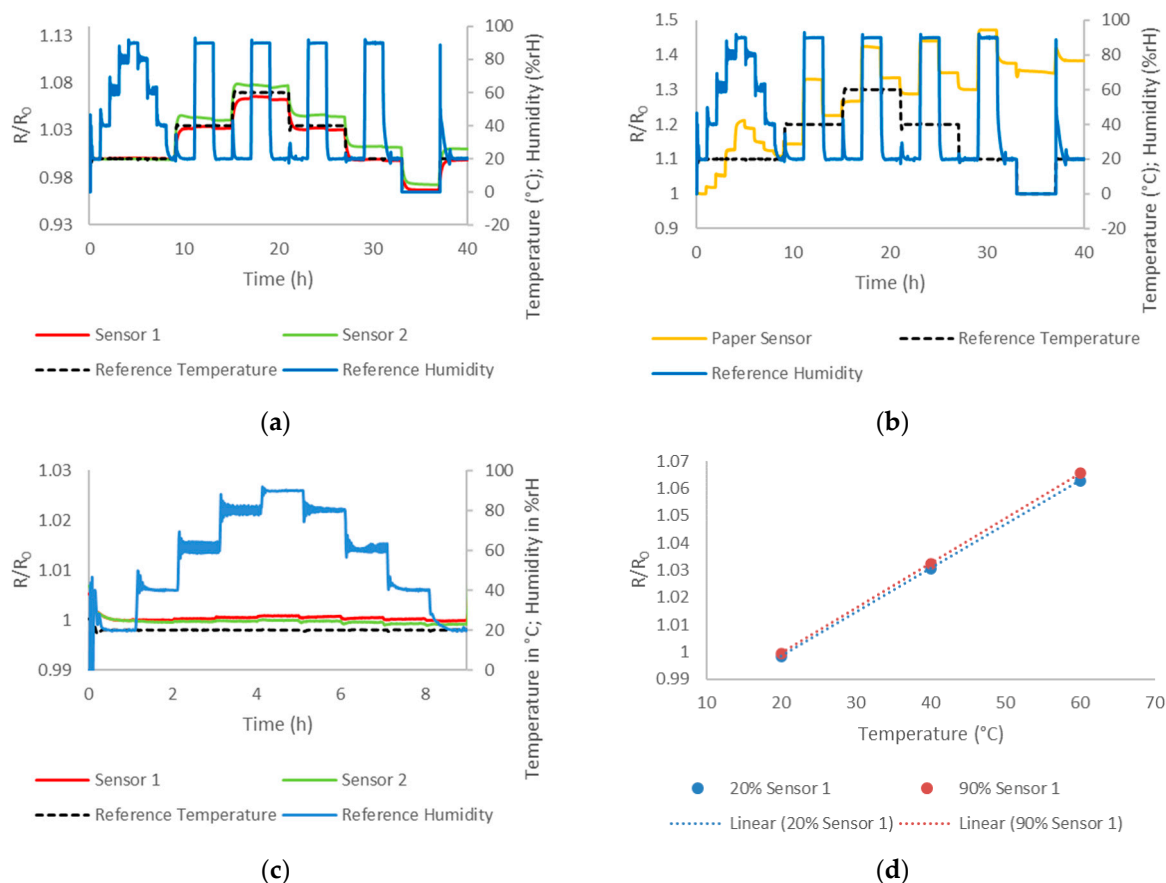 1.13
1.08
1.03
0.98
0.93
R/R₀
100
80
60
40
20
0
-20
Temperature (°C); Humidity (%rH)
0 10 20 30 40
Time (h)
Sensor 1 Sensor 2
Reference Temperature Reference Humidity
(a)
1.5
1.4
1.3
1.2
1.1
1
0.9
R/R₀
100
80
60
40
20
0
-20
Temperature (°C); Humidity (%rH)
0 10 20 30 40
Time (h)
Paper Sensor Reference Temperature
Reference Humidity
(b)
1.03
1.02
1.01
1
0.99
R/R₀
100
80
60
40
20
0
Temperature in °C; Humidity in %rH
0 2 4 6 8
Time (h)
Sensor 1 Sensor 2
Reference Temperature Reference Humidity
(c)
1.07
1.06
1.05
1.04
1.03
1.02
1.01
1
0.99
R/R₀
10 20 30 40 50 60 70
Temperature (°C)
20% Sensor 1 90% Sensor 1
Linear (20% Sensor 1) Linear (90% Sensor 1)
(d)